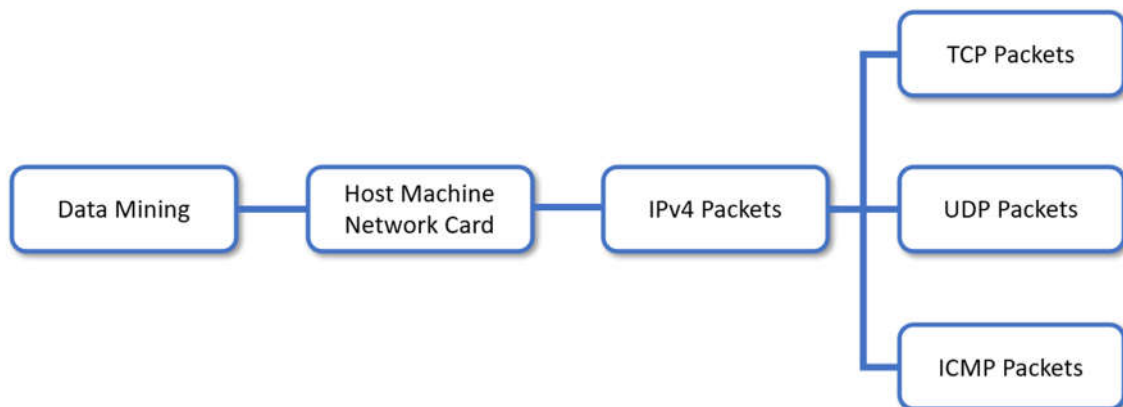 TCP Packets
Data Mining
Host Machine
Network Card
IPv4 Packets
UDP Packets
ICMP Packets